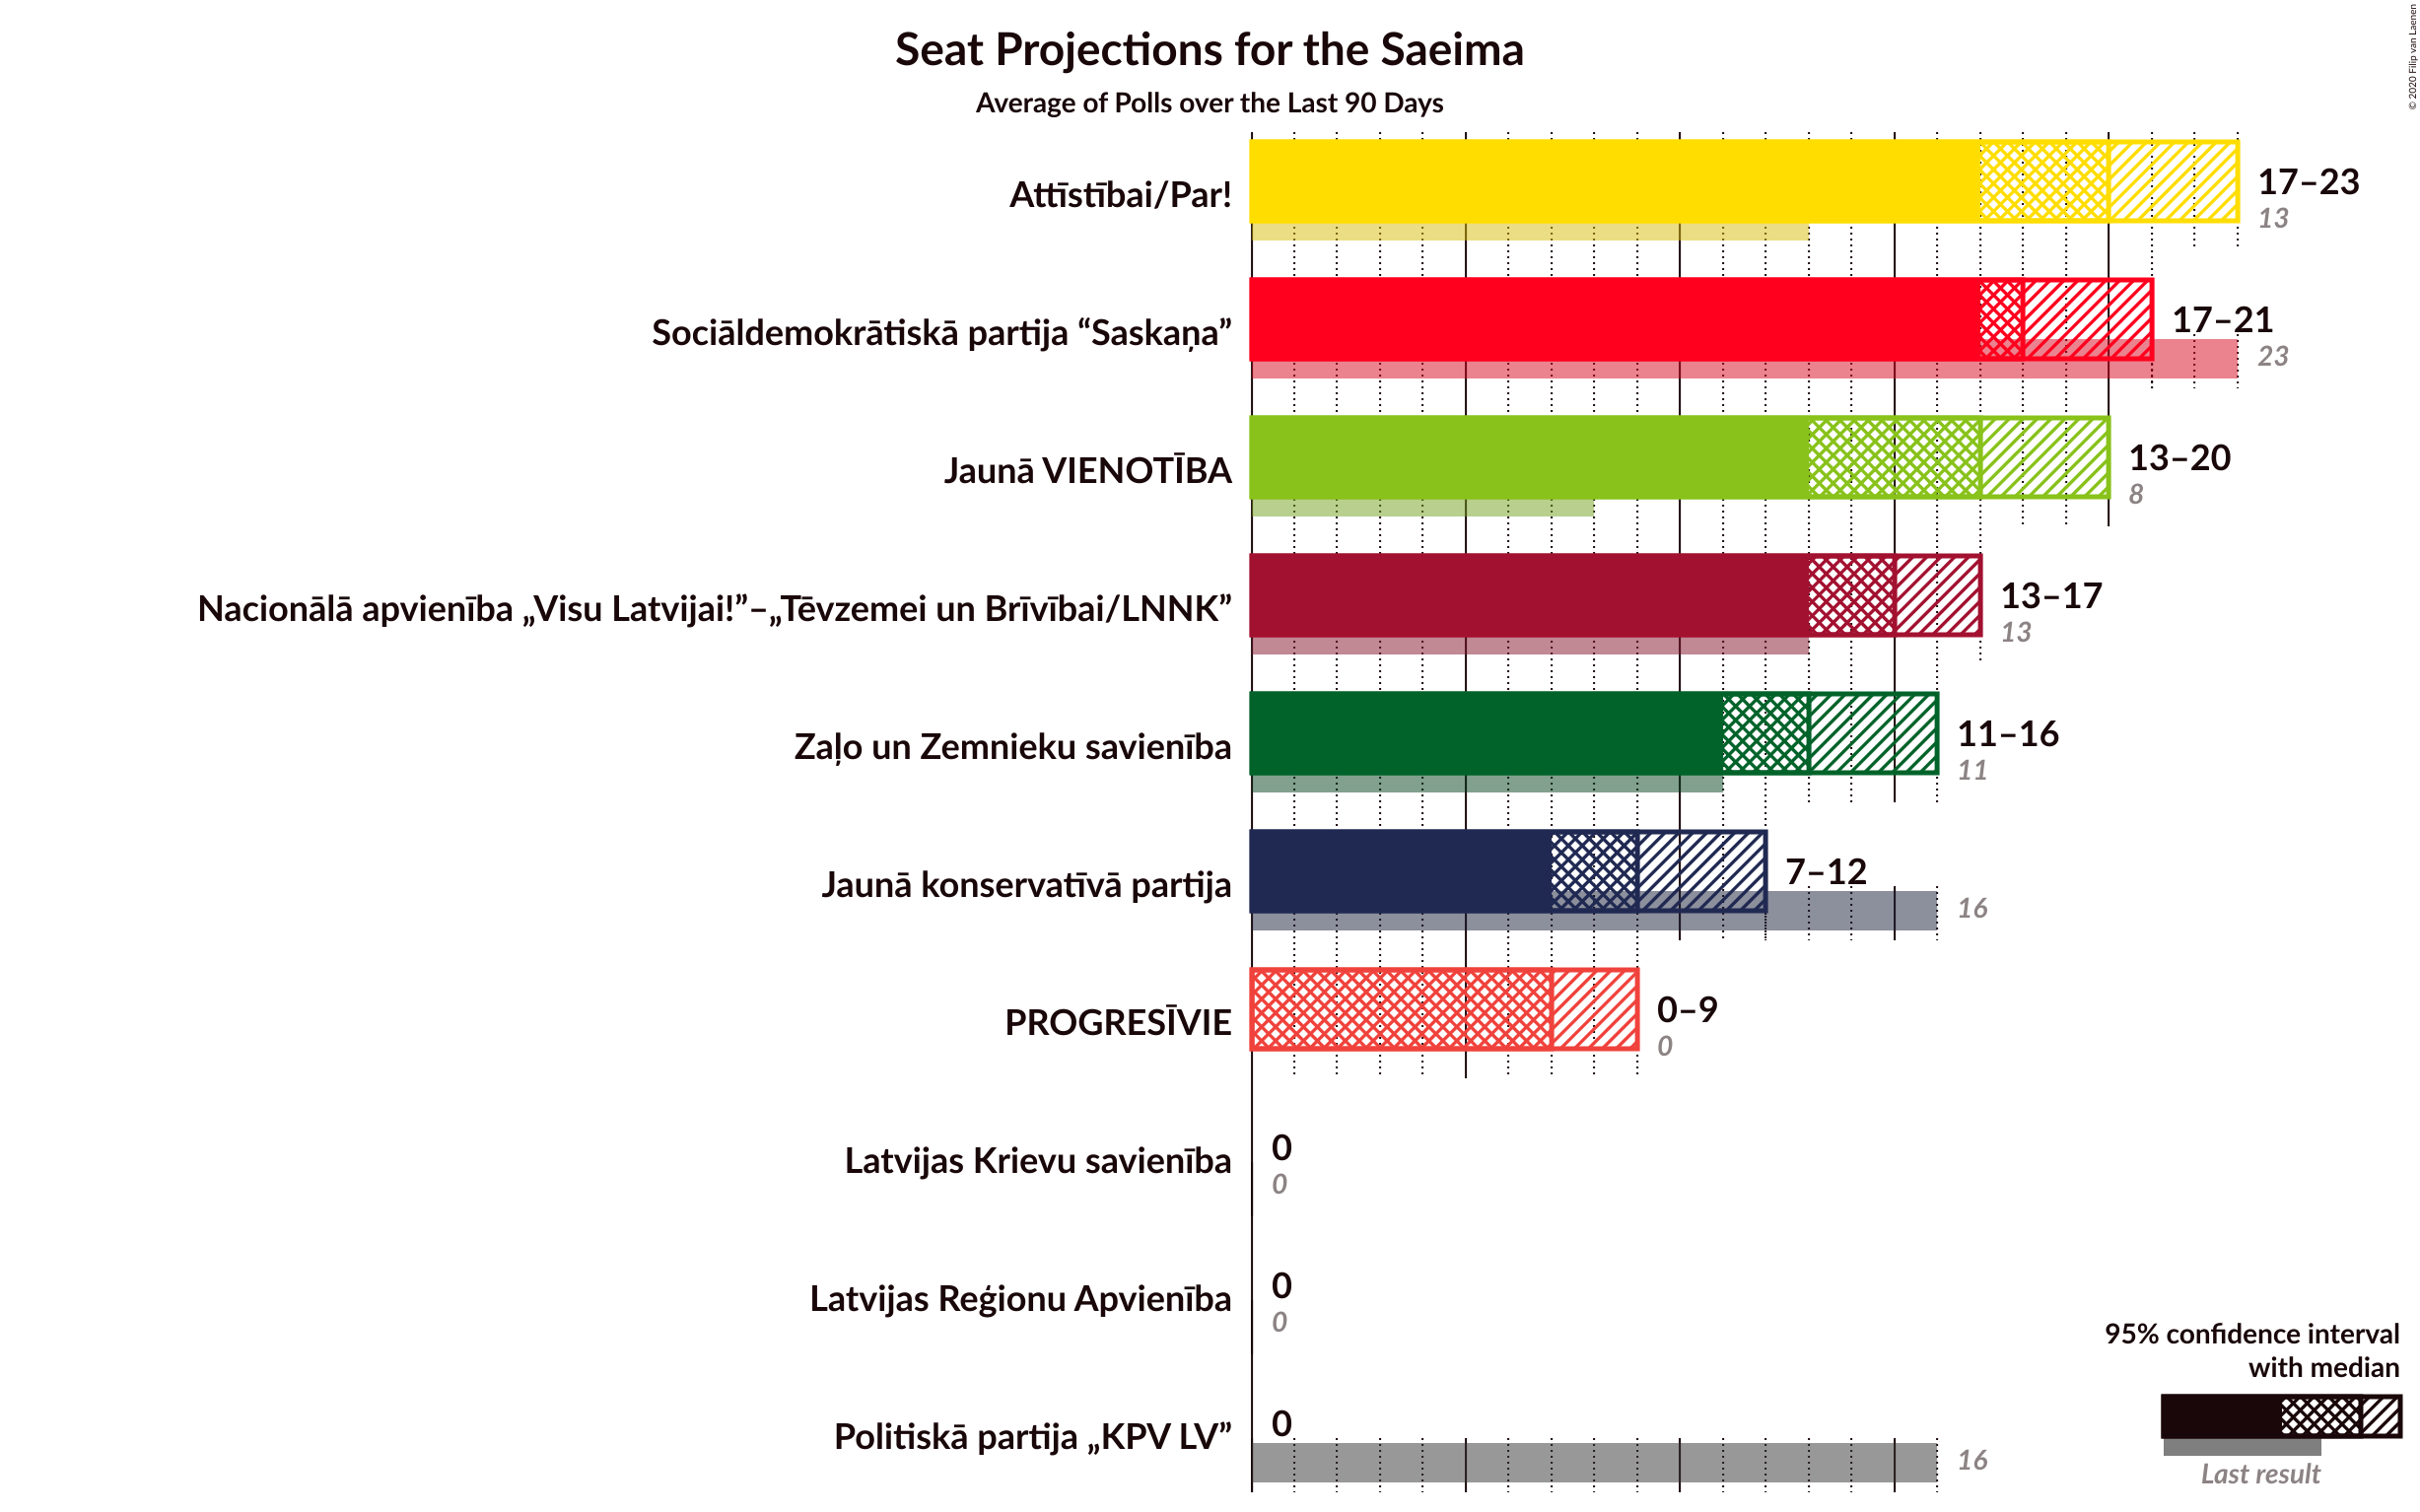 Seat Projections for the Saeima
Average of Polls over the Last 90 Days
© 2020 Filip van Laenen
Attīstībai/Par!
17–23
13
Sociāldemokrātiskā partija “Saskaņa”
17–21
23
Jaunā VIENOTĪBA
13–20
8
Nacionālā apvienība „Visu Latvijai!”–„Tēvzemei un Brīvībai/LNNK”
13–17
13
Zaļo un Zemnieku savienība
11–16
11
Jaunā konservatīvā partija
7–12
16
PROGRESĪVIE
0–9
0
Latvijas Krievu savienība
0
0
Latvijas Reģionu Apvienība
0
0
Politiskā partija „KPV LV”
0
16
95% confidence interval
with median
Last result